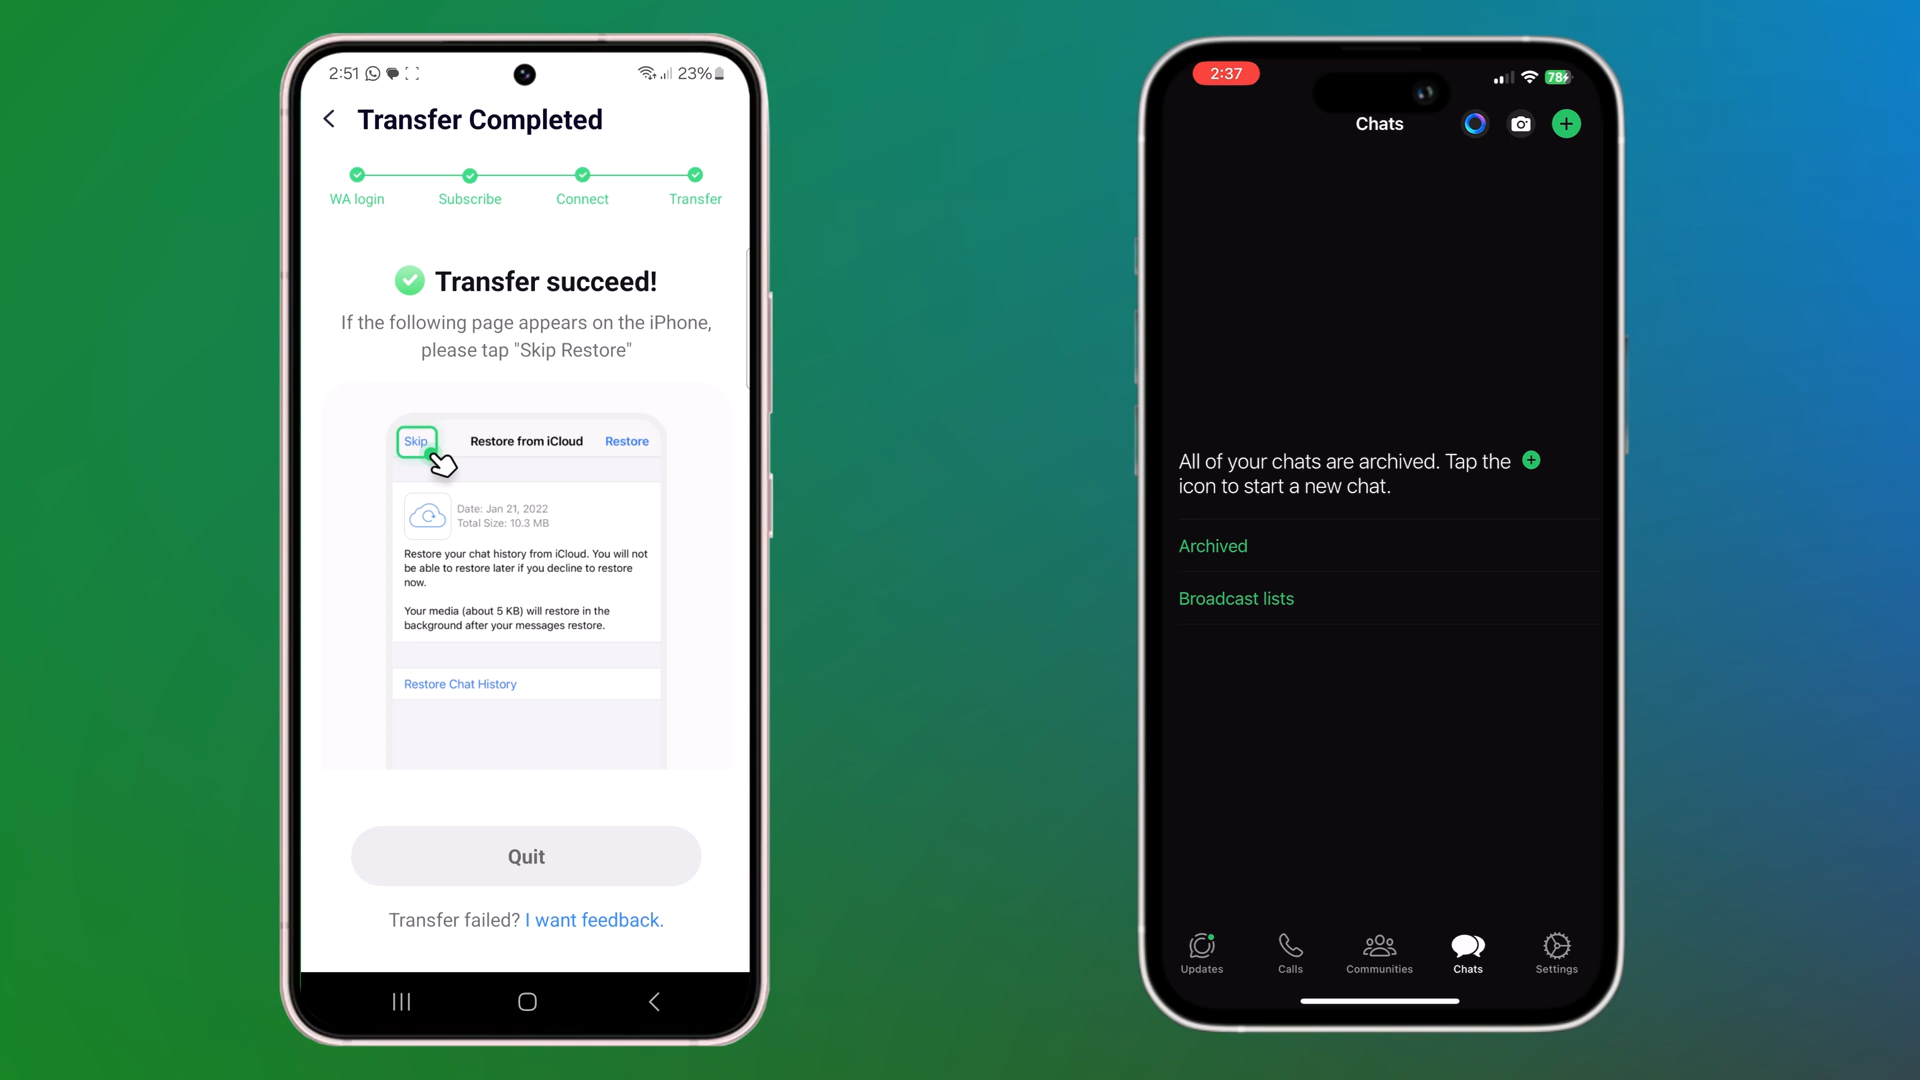 2:51
23%
Transfer Completed
WA login
Subscribe
Connect
Transfer
Transfer succeed!
If the following page appears on the iPhone,
please tap "Skip Restore"
Skip
Restore from iCloud
Restore
Date: Jan 21, 2022
Total Size: 10.3 MB
Restore your chat history from iCloud. You will not
be able to restore later if you decline to restore
now.
Your media (about 5 KB) will restore in the
background after your messages restore.
Restore Chat History
Quit
Transfer failed? I want feedback.
2:37
78
Chats
All of your chats are archived. Tap the
icon to start a new chat.
Archived
Broadcast lists
Updates
Calls
Communities
Chats
Settings